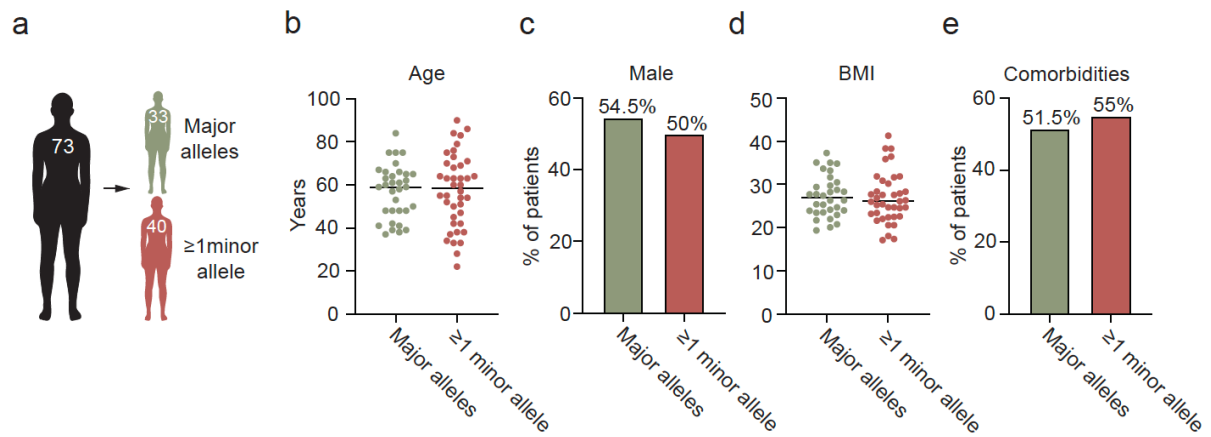 a
73
33
Major
alleles
40
≥1minor
allele
b
Age
Years
100
80
60
40
20
0
Major alleles
≥1 minor allele
c
Male
% of patients
60
40
20
0
54.5%
50%
Major alleles
≥1 minor allele
d
BMI
50
40
30
20
10
0
Major alleles
≥1 minor allele
e
Comorbidities
% of patients
60
40
20
0
51.5%
55%
Major alleles
≥1 minor allele